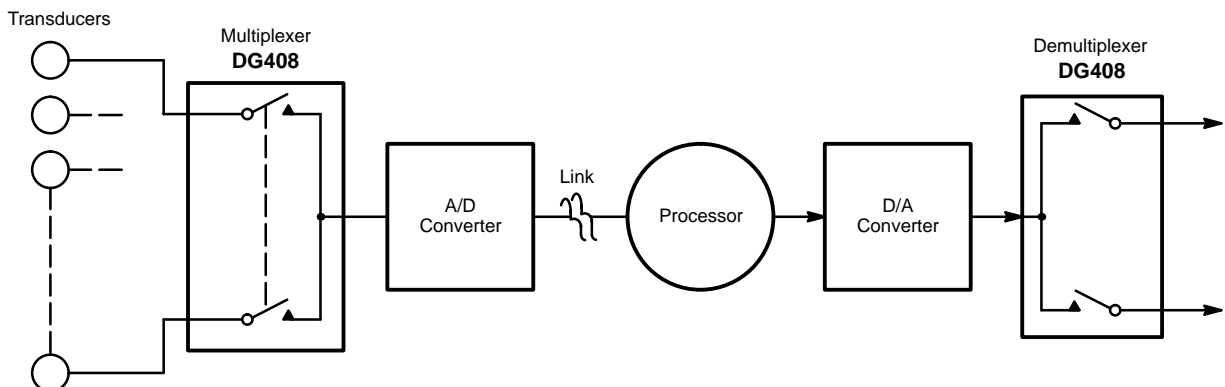 Transducers
Multiplexer
DG408
A/D
Converter
Link
Processor
D/A
Converter
Demultiplexer
DG408